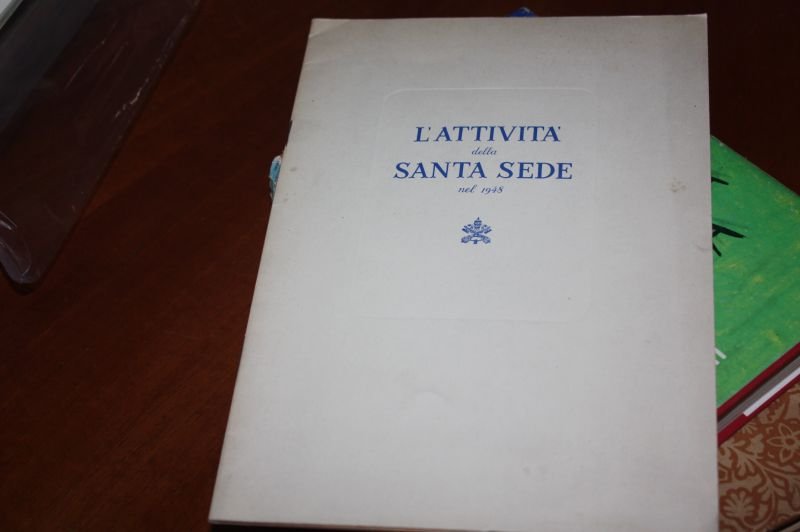 L'ATTIVITA'
della
SANTA SEDE
nel 1948